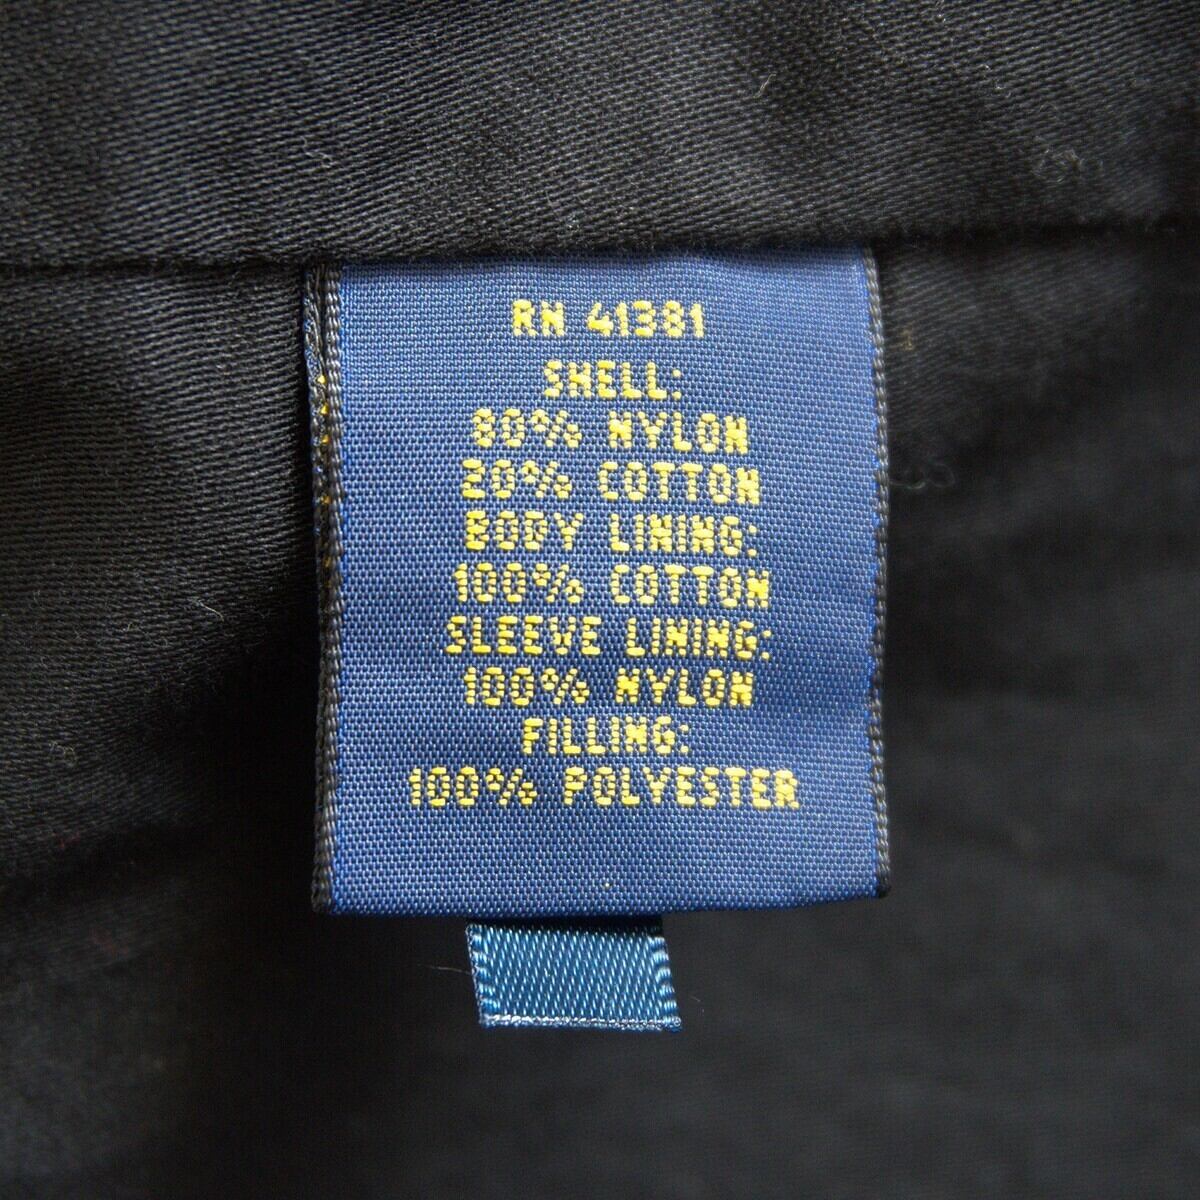 RN 41381
SHELL:
80% NYLON
20% COTTON
BODY LINING:
100% COTTON
SLEEVE LINING:
100% NYLON
FILLING:
100% POLYESTER